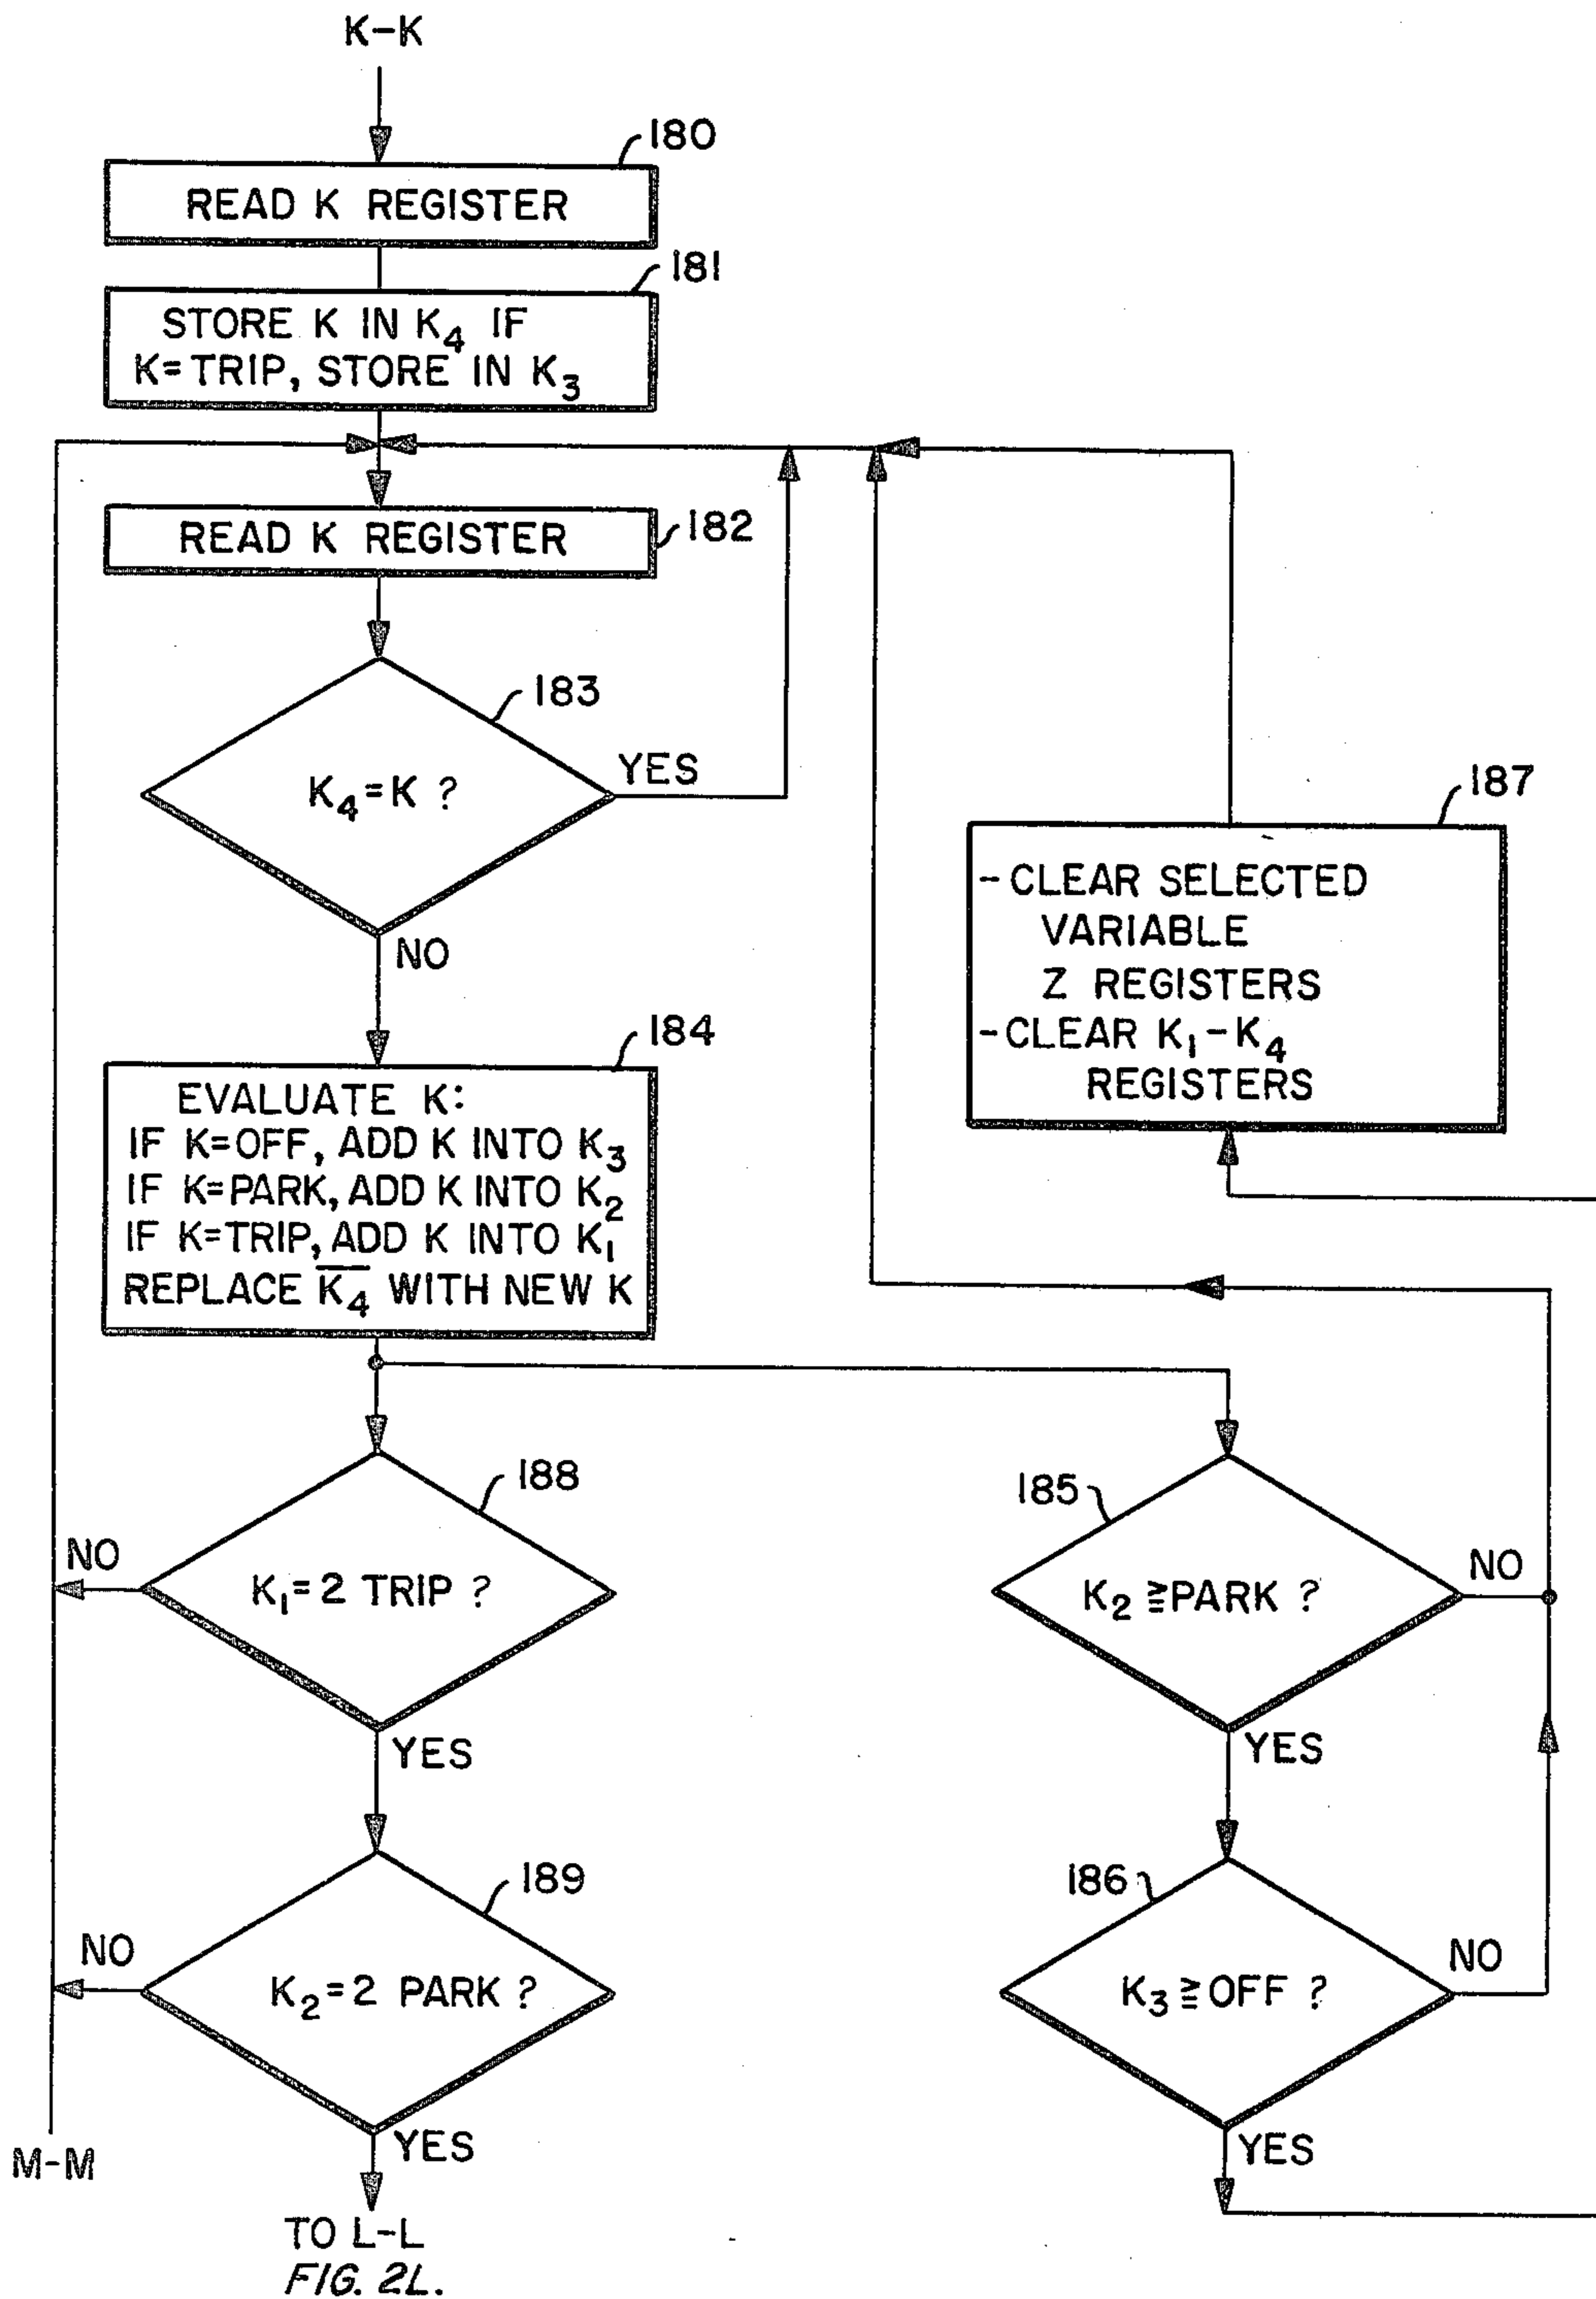 K-K
180
READ K REGISTER
181
STORE K IN K₄ IF
K=TRIP, STORE IN K₃
READ K REGISTER
182
183
K₄=K ?
YES
NO
187
-CLEAR SELECTED
VARIABLE
Z REGISTERS
-CLEAR K₁-K₄
REGISTERS
184
EVALUATE K:
IF K=OFF, ADD K INTO K₃
IF K=PARK, ADD K INTO K₂
IF K=TRIP, ADD K INTO K₁
REPLACE K̅₄̅ WITH NEW K
188
K₁=2 TRIP ?
NO
YES
185
K₂≧PARK ?
NO
YES
189
K₂=2 PARK ?
NO
YES
186
K₃≧OFF ?
NO
YES
M-M
TO L-L
FIG. 2L.